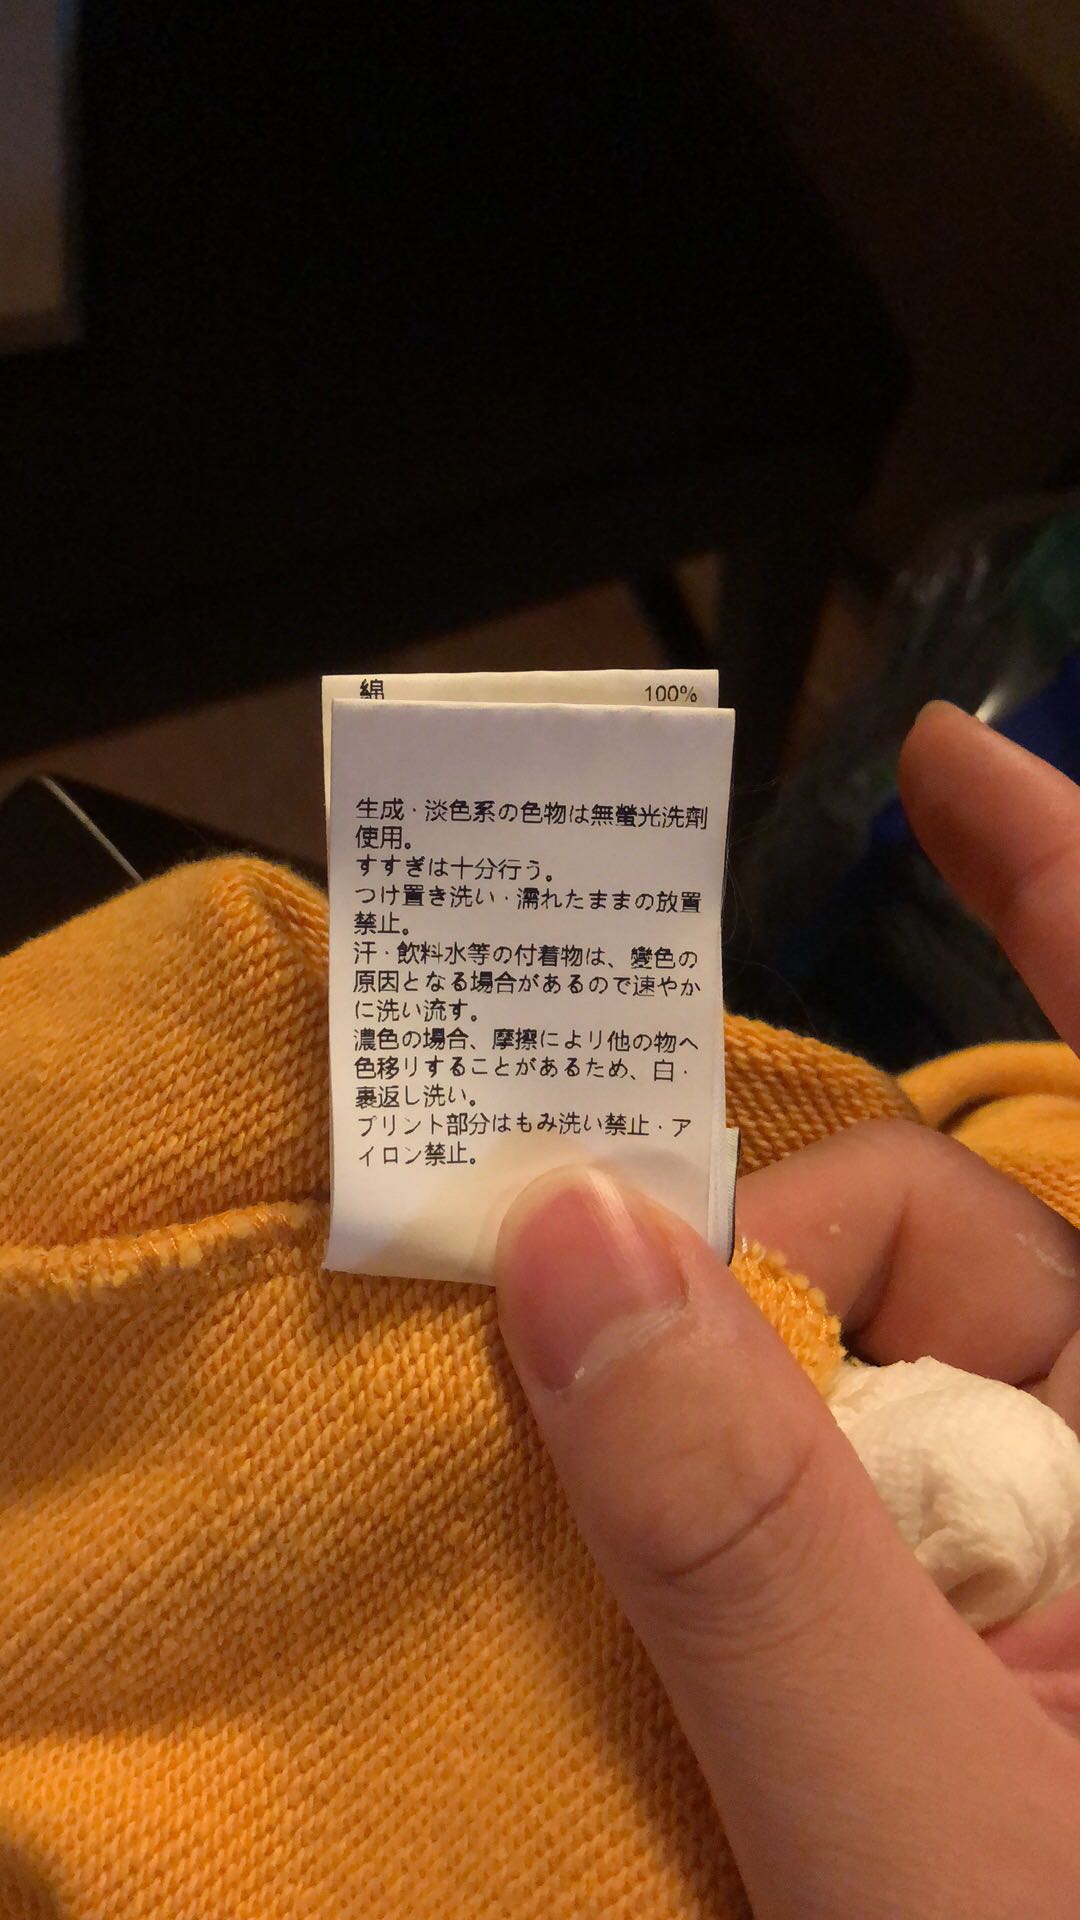 綿 100%
生成·淡色系の色物は無螢光洗劑
使用。
すすぎは十分行う。
つけ置き洗い·濡れたままの放置
禁止。
汗·飲料水等の付着物は、變色の
原因となる場合があるので速やか
に洗い流す。
濃色の場合、摩擦により他の物へ
色移りすることがあるため、白·
裹返し洗い。
プリント部分はもみ洗い禁止·ア
イロン禁止。